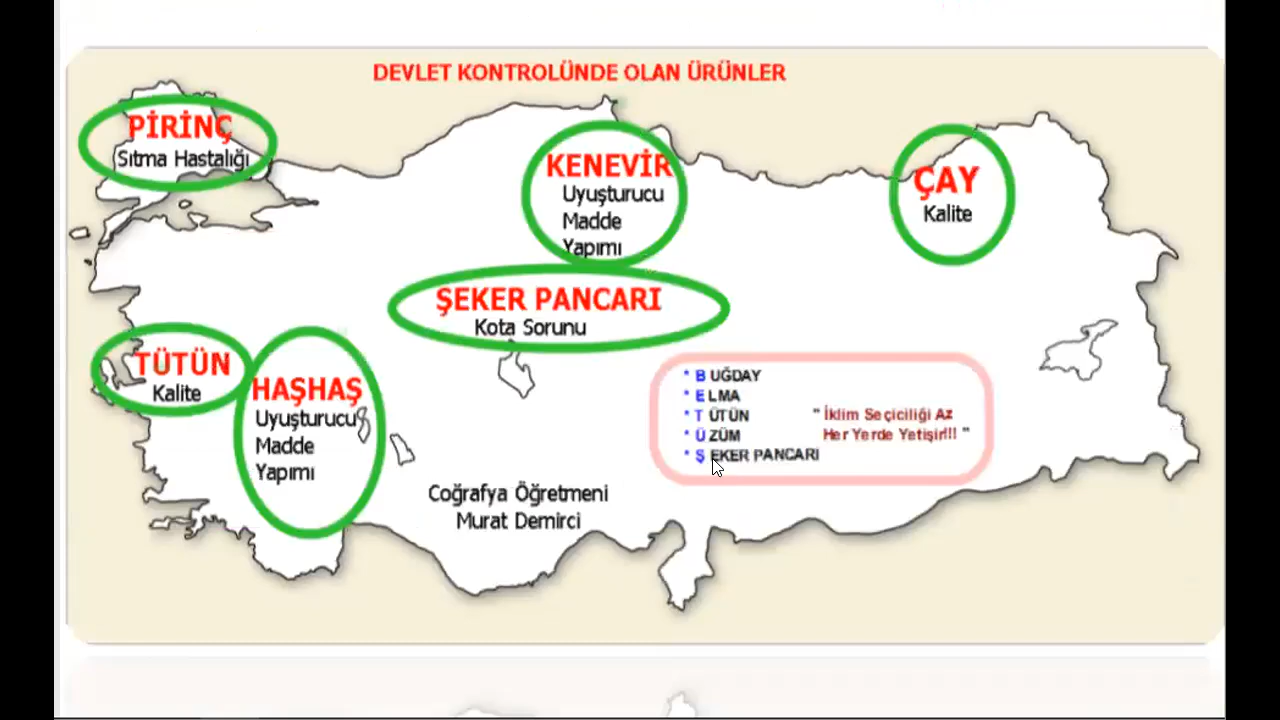 DEVLET KONTROLÜNDE OLAN ÜRÜNLER
PİRİNÇ
Sıtma Hastalığı
KENEVİR
Uyuşturucu
Madde
Yapımı
ÇAY
Kalite
ŞEKER PANCARI
Kota Sorunu
TÜTÜN
Kalite
HAŞHAŞ
Uyuşturucu
Madde
Yapımı
* B UĞDAY
* E LMA
* T ÜTÜN
* Ü ZÜM
* Ş EKER PANCARI
" İklim Seçiciliği Az
Her Yerde Yetişir!!! "
Coğrafya Öğretmeni
Murat Demirci